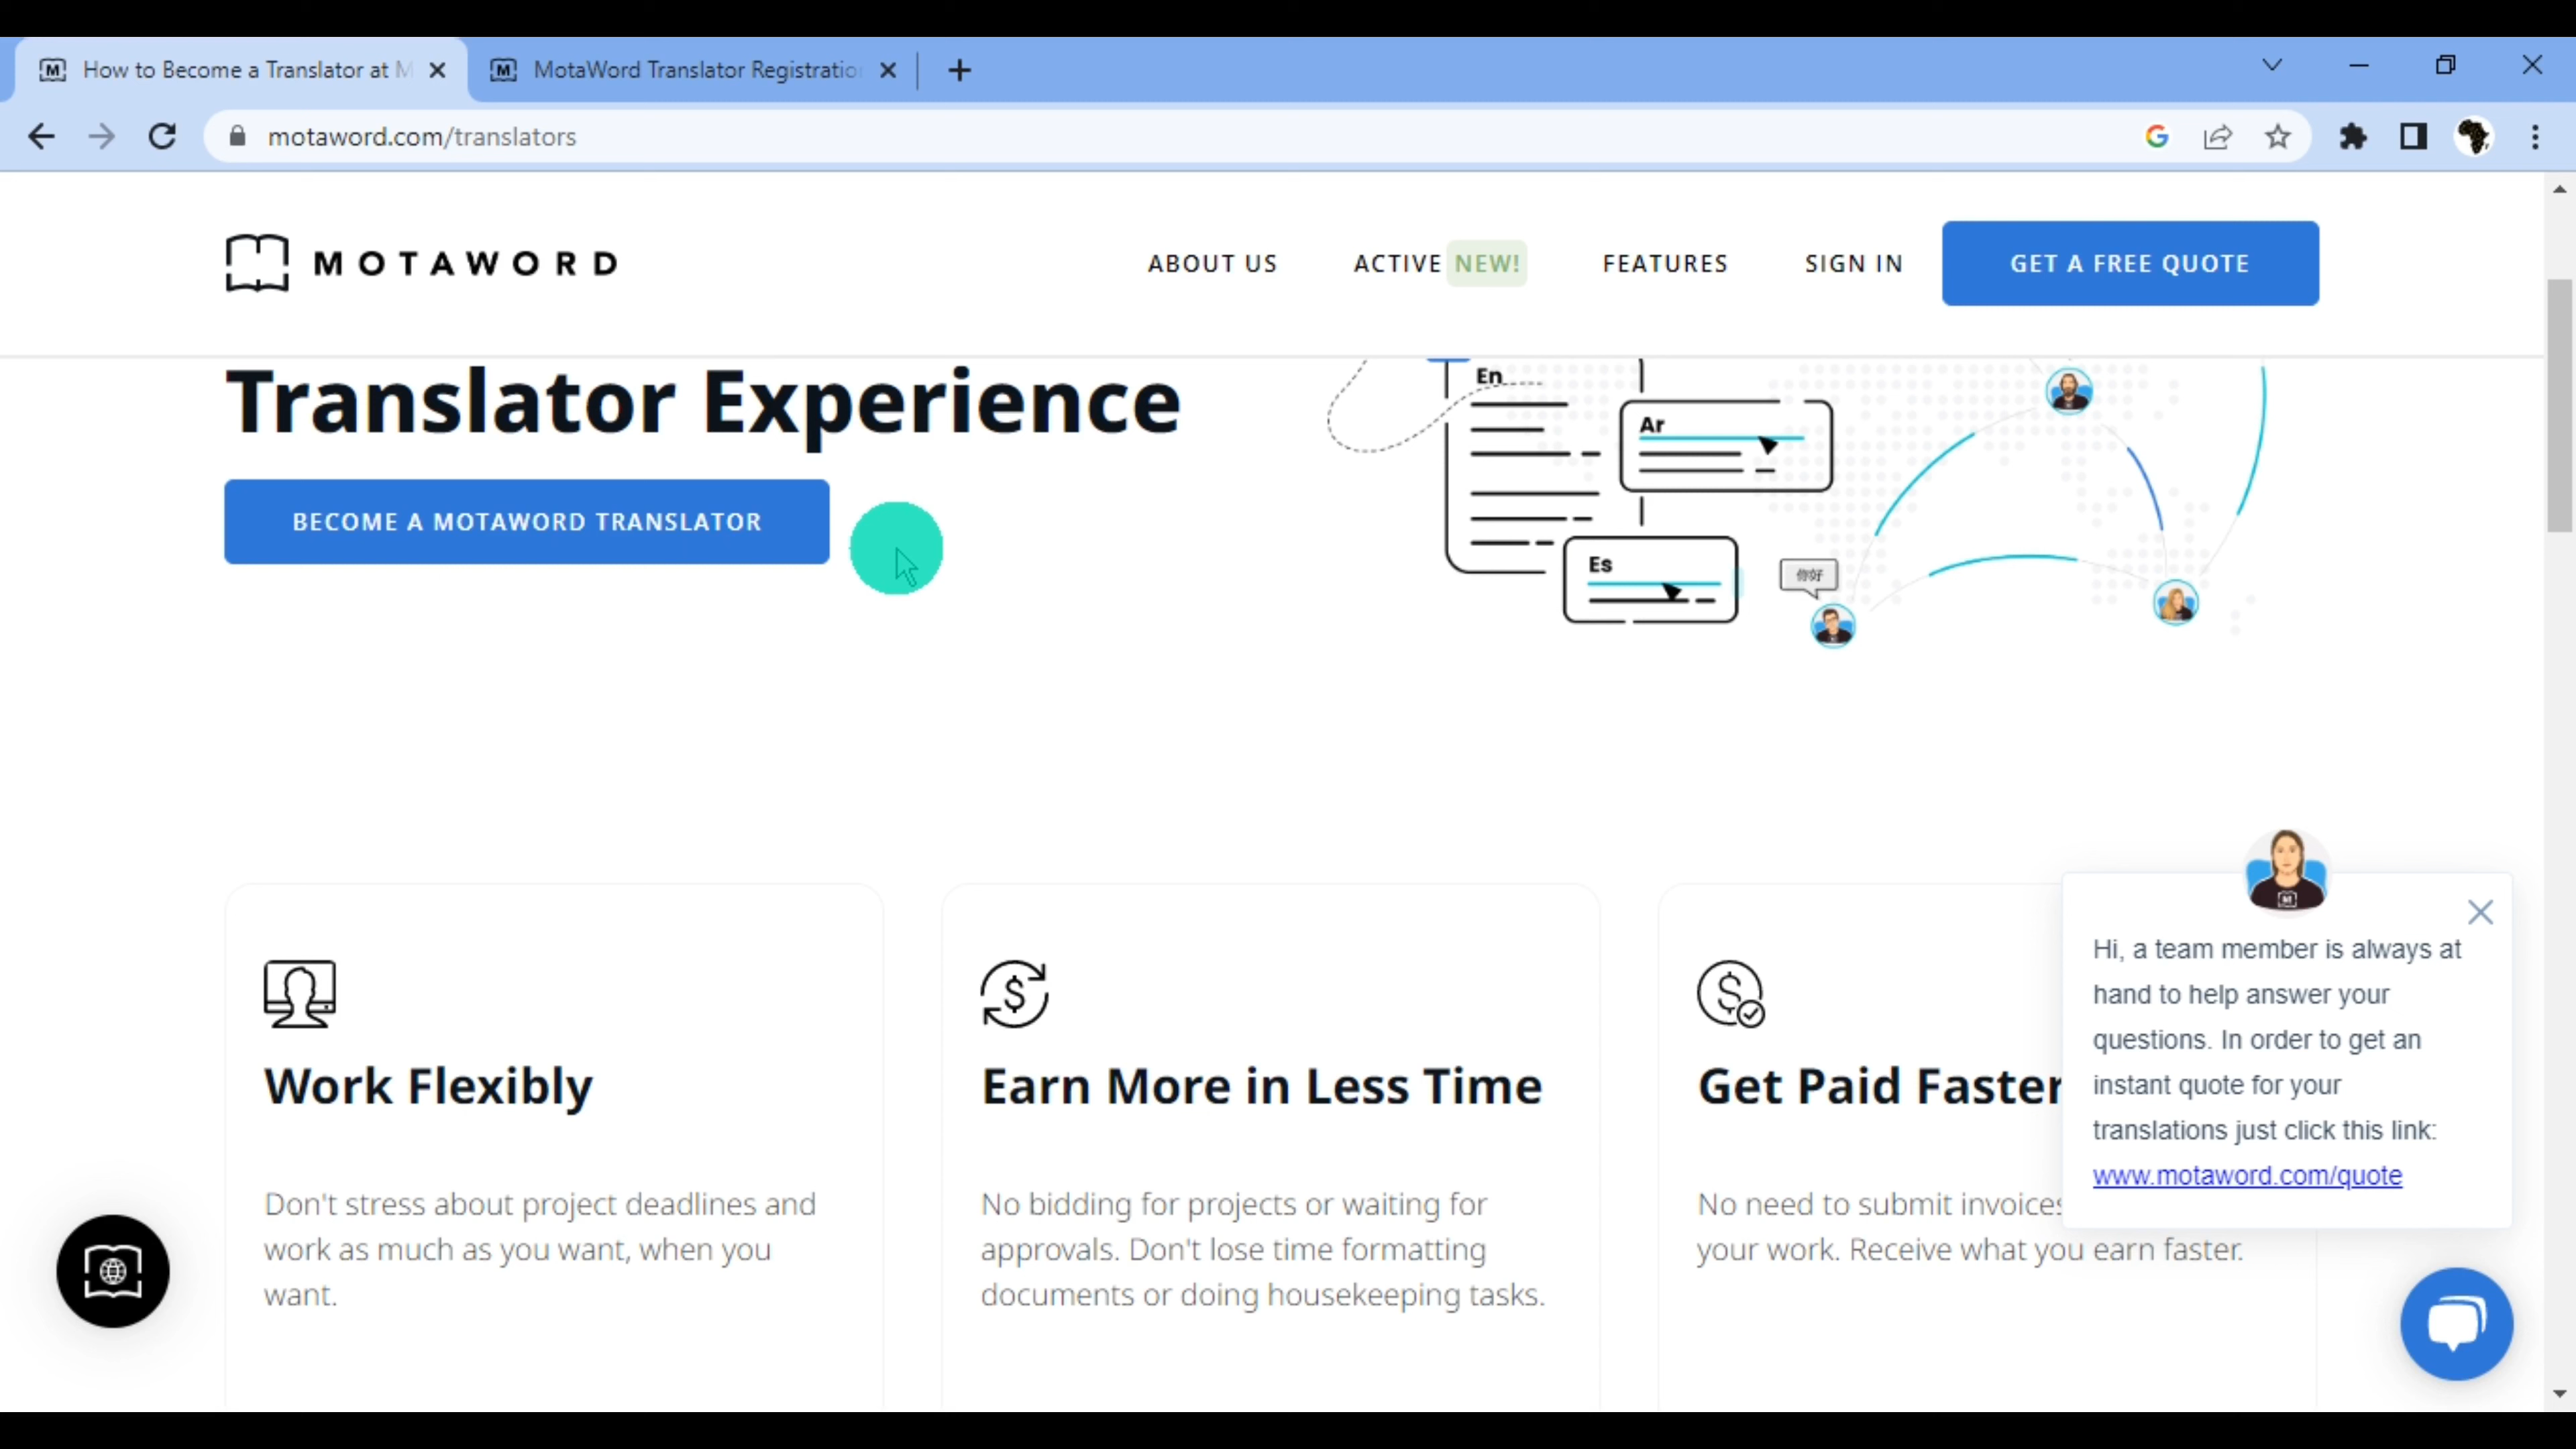 How to Become a Translator at M
MotaWord Translator Registratio
motaword.com/translators
MOTAWORD
ABOUT US
ACTIVE NEW!
FEATURES
SIGN IN
GET A FREE QUOTE
Translator Experience
BECOME A MOTAWORD TRANSLATOR
En
Ar
Es
你好
Work Flexibly
Don't stress about project deadlines and
work as much as you want, when you
want.
Earn More in Less Time
No bidding for projects or waiting for
approvals. Don't lose time formatting
documents or doing housekeeping tasks.
Get Paid Faster
No need to submit invoices
your work. Receive what you earn faster.
Hi, a team member is always at
hand to help answer your
questions. In order to get an
instant quote for your
translations just click this link:
www.motaword.com/quote